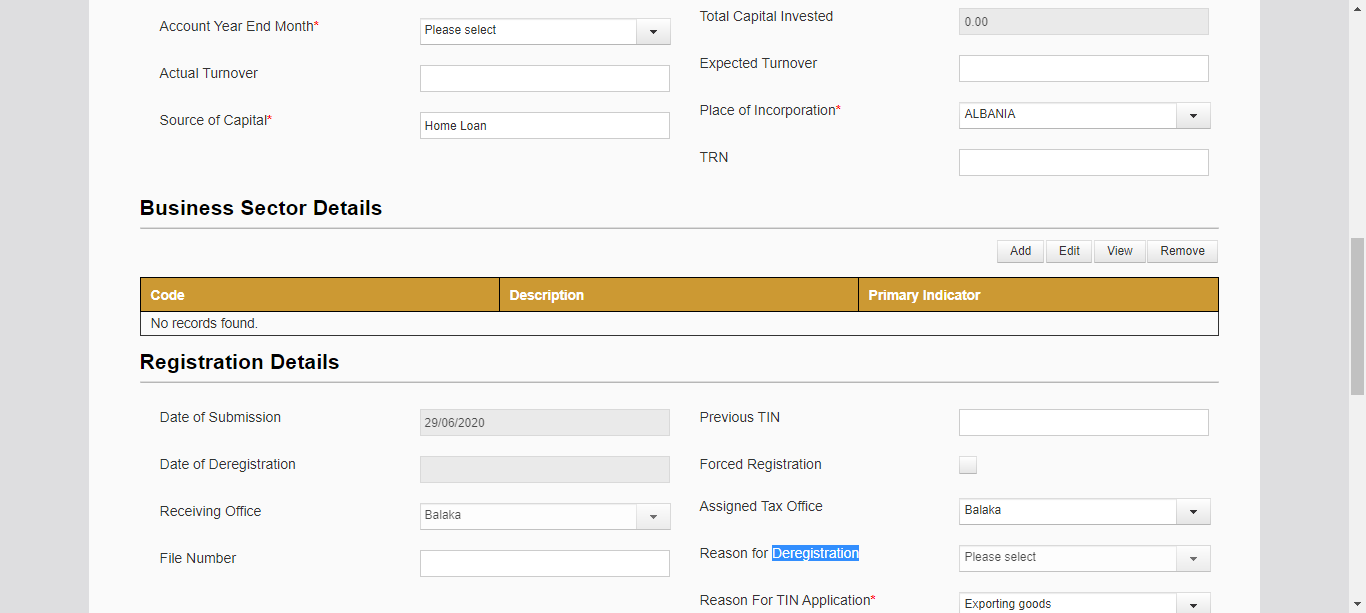 Account Year End Month*
Please select
Total Capital Invested
0.00
Actual Turnover
Expected Turnover
Source of Capital*
Home Loan
Place of Incorporation*
ALBANIA
TRN
Business Sector Details
Add Edit View Remove
Code Description Primary Indicator
No records found.
Registration Details
Date of Submission
29/06/2020
Previous TIN
Date of Deregistration
Forced Registration
Receiving Office
Balaka
Assigned Tax Office
Balaka
File Number
Reason for Deregistration
Please select
Reason For TIN Application*
Exporting goods